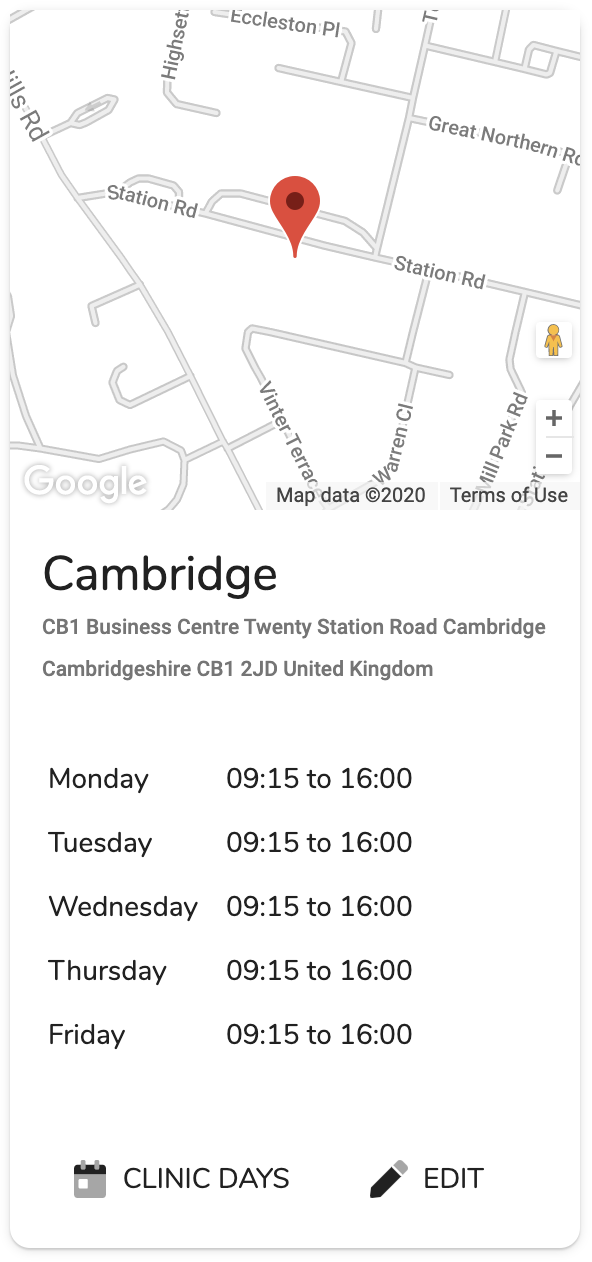 Eccleston Pl
Highset
ills Rd
Great Northern Rd
Station Rd
Station Rd
Vinter Terrace
Warren Cl
Mill Park Rd
+
−
Google
Map data ©2020 Terms of Use
Cambridge
CB1 Business Centre Twenty Station Road Cambridge
Cambridgeshire CB1 2JD United Kingdom
Monday 09:15 to 16:00
Tuesday 09:15 to 16:00
Wednesday 09:15 to 16:00
Thursday 09:15 to 16:00
Friday 09:15 to 16:00
CLINIC DAYS EDIT